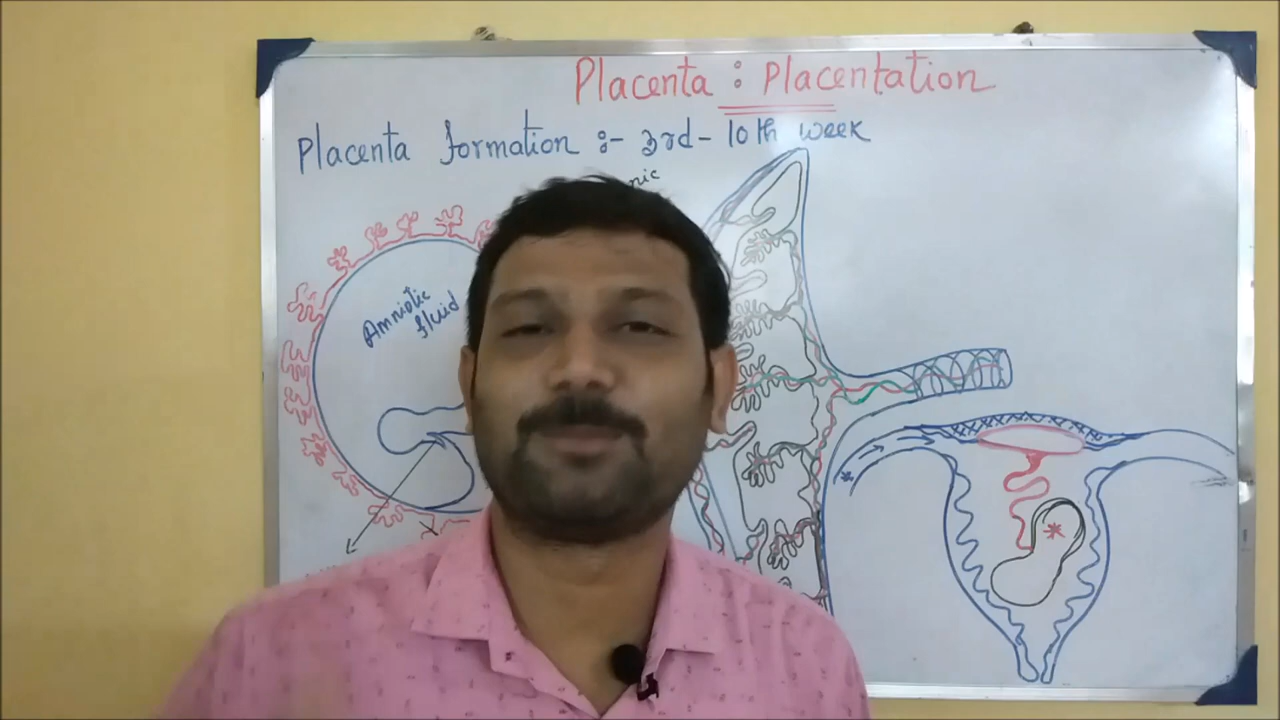 Placenta : Placentation
Placenta formation :- 3rd - 10th week
Amniotic
fluid